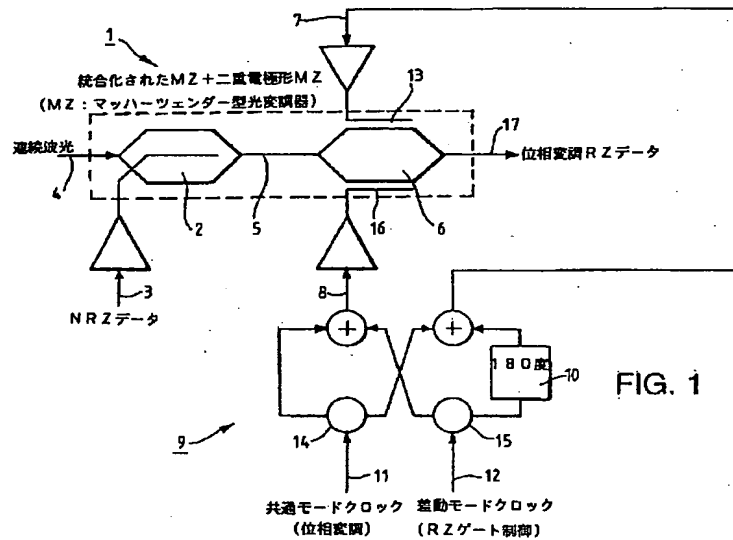 1
7
統合化されたMZ+二重電極形MZ
(MZ:マッハーツェンダー型光変調器)
13
連続波光
17
位相変調RZデータ
4
2
5
16
6
3
8
NRZデータ
+
+
180度
10
FIG. 1
14
15
9
11
12
共通モードクロック
(位相変調)
差動モードクロック
(RZゲート制御)